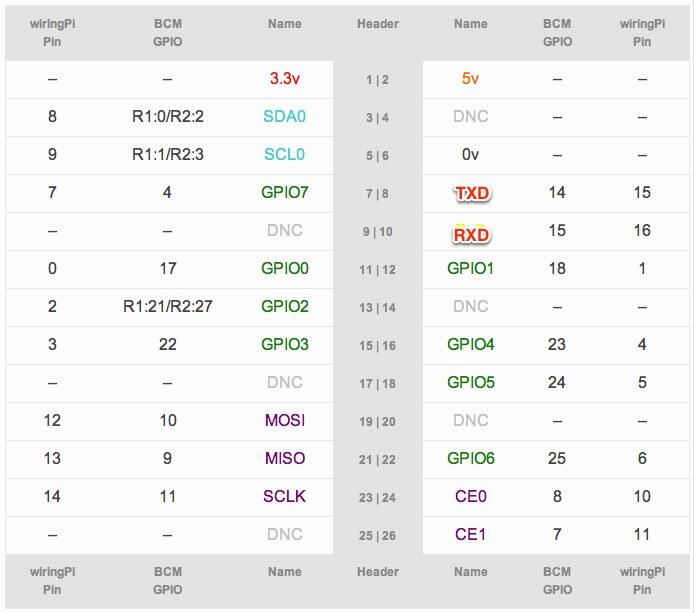 wiringPi Pin BCM GPIO Name Header Name BCM GPIO wiringPi Pin
– – 3.3v 1 | 2 5v – –
8 R1:0/R2:2 SDA0 3 | 4 DNC – –
9 R1:1/R2:3 SCL0 5 | 6 0v – –
7 4 GPIO7 7 | 8 TXD 14 15
– – DNC 9 | 10 RXD 15 16
0 17 GPIO0 11 | 12 GPIO1 18 1
2 R1:21/R2:27 GPIO2 13 | 14 DNC – –
3 22 GPIO3 15 | 16 GPIO4 23 4
– – DNC 17 | 18 GPIO5 24 5
12 10 MOSI 19 | 20 DNC – –
13 9 MISO 21 | 22 GPIO6 25 6
14 11 SCLK 23 | 24 CE0 8 10
– – DNC 25 | 26 CE1 7 11
wiringPi Pin BCM GPIO Name Header Name BCM GPIO wiringPi Pin